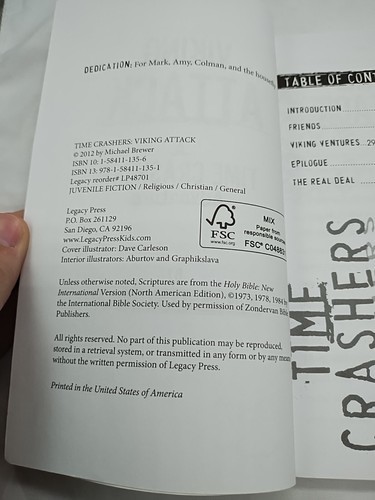 DEDICATION: For Mark, Amy, Colman, and the
TIME CRASHERS: VIKING ATTACK
© 2012 by Michael Brewer
ISBN 10: 1-58411-135-6
ISBN 13: 978-1-58411-135-1
Legacy reorder# LP48701
JUVENILE FICTION / Religious / Christian / General
Legacy Press
P.O. Box 261129
San Diego, CA 92196
www.LegacyPressKids.com
Cover illustrator: Dave Carleson
Interior illustrators: Aburtov and Graphikslava
FSC
www.fsc.org
MIX
Paper from
responsible
FSC®
Unless otherwise noted, Scriptures are from the Holy Bible: New
International Version (North American Edition), ©1973, 1978, 1984 by
the International Bible Society. Used by permission of Zondervan
Publishers.
All rights reserved. No part of this publication may be reproduced,
stored in a retrieval system, or transmitted in any form or by any means
without the written permission of Legacy Press.
Printed in the United States of America
TABLE OF
INTRODUCTION
FRIENDS
VIKING VENTURES
EPILOGUE
THE REAL DEAL
TIME
CRASHERS